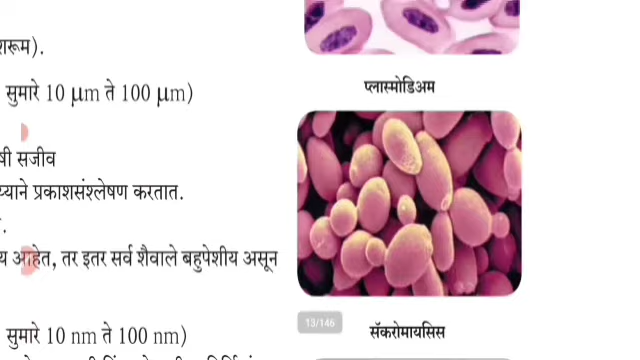 शरूम).
सुमारे 10 μm ते 100 μm)
प्लास्मोडिअम
षी सजीव
य्याने प्रकाशसंश्लेषण करतात.
य आहेत, तर इतर सर्व शैवाले बहुपेशीय असून
13/146
सुमारे 10 nm ते 100 nm)
सॅकरोमायसिस